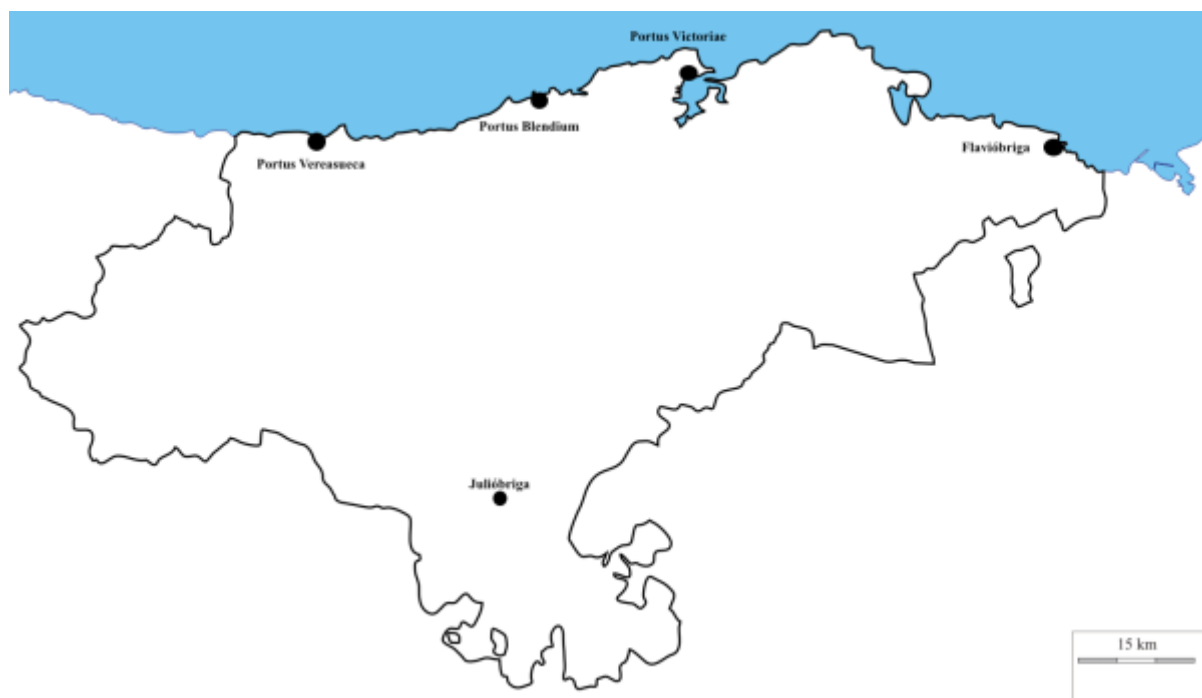 Portus Victoriae
Portus Blendium
Portus Vereasueca
Flavióbriga
Julióbriga
15 km